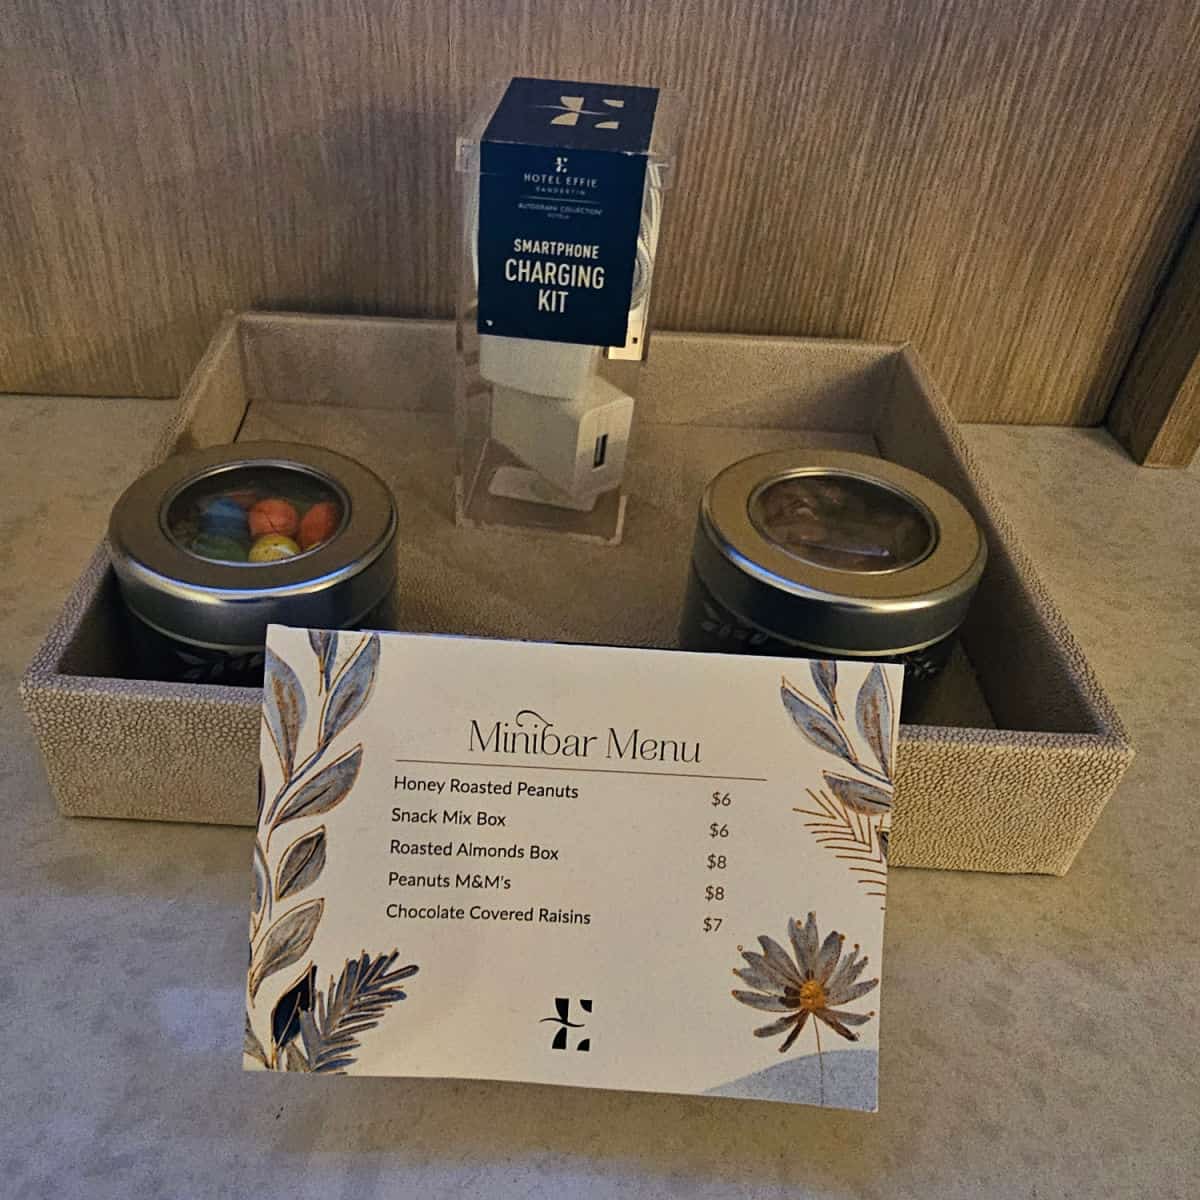 HOTEL EFFIE
SANDESTIN
AUTOGRAPH COLLECTION
HOTELS
SMARTPHONE
CHARGING
KIT
Minibar Menu
Honey Roasted Peanuts $6
Snack Mix Box $6
Roasted Almonds Box $8
Peanuts M&M's $8
Chocolate Covered Raisins $7